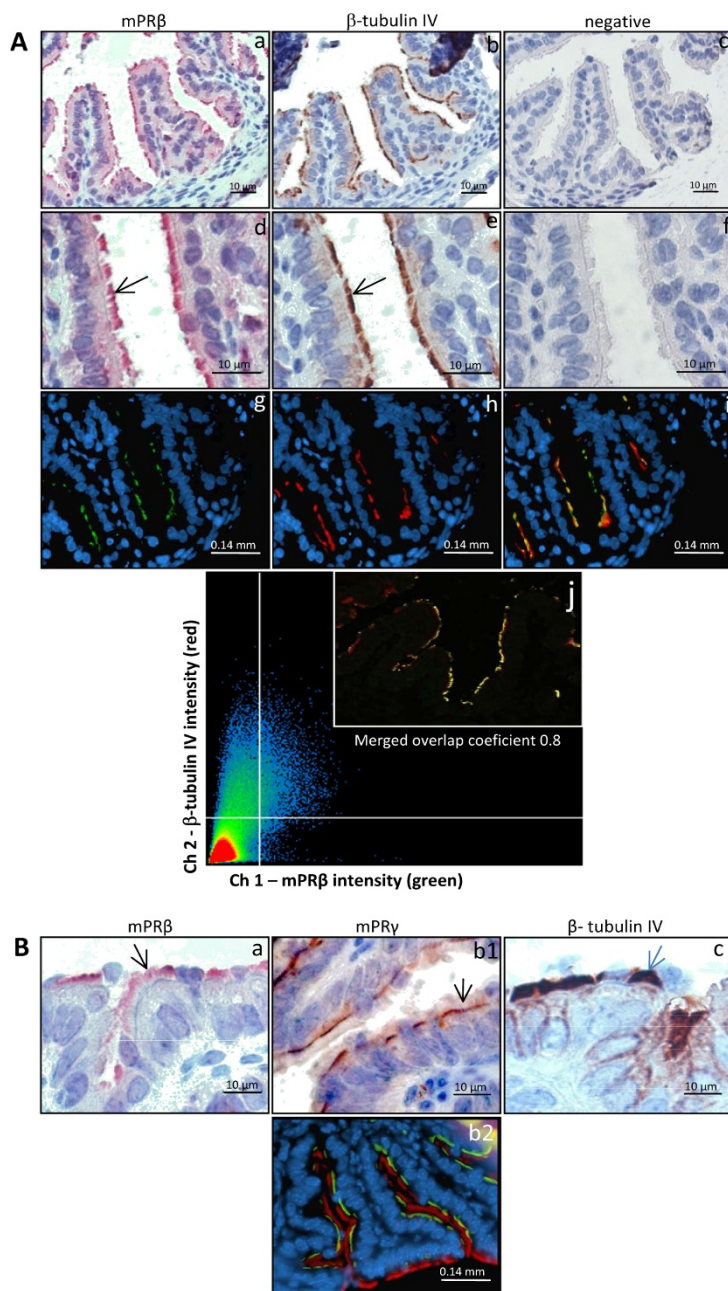 mPRβ β-tubulin IV negative
A a b c
10 µm 10 µm 10 µm
d e f
10 µm 10 µm 10 µm
g h i
0.14 mm 0.14 mm 0.14 mm
j
Merged overlap coeficient 0.8
Ch 2 - β-tubulin IV intensity (red)
Ch 1 – mPRβ intensity (green)
mPRβ mPRγ β- tubulin IV
B a b1 c
10 µm 10 µm 10 µm
b2
0.14 mm